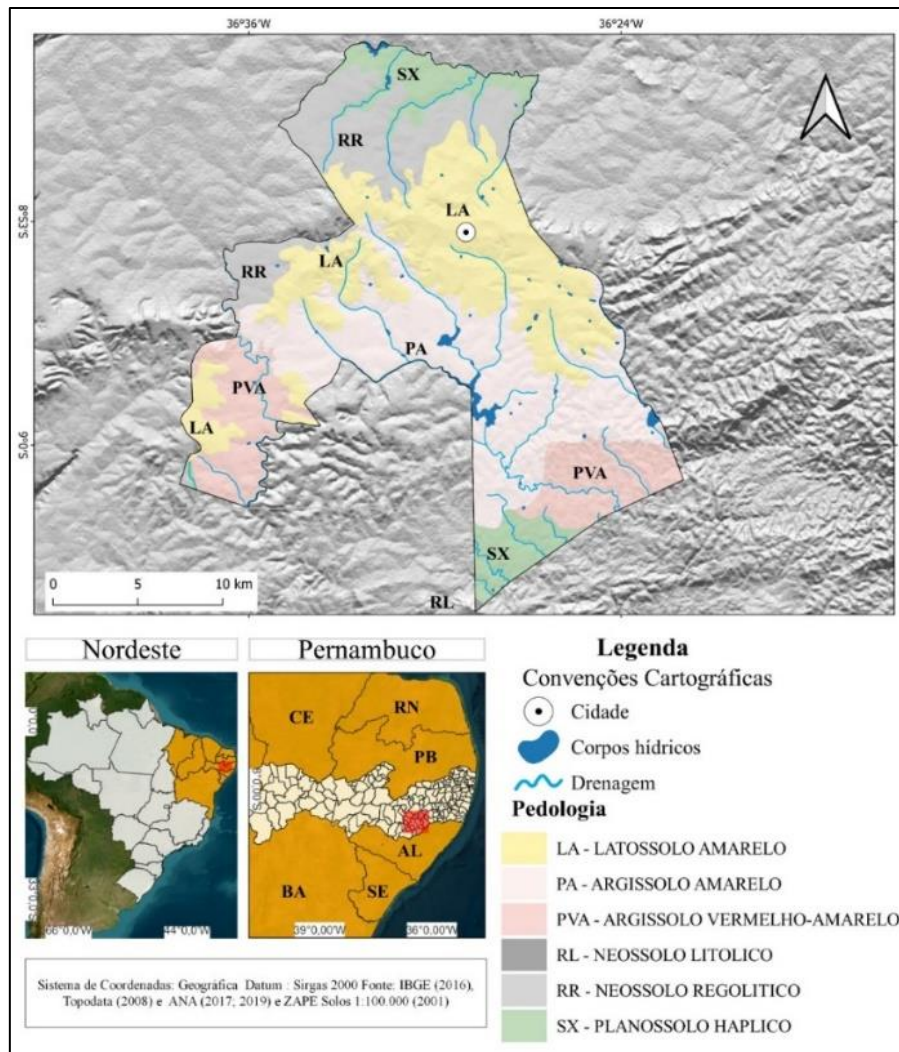 36°36'W
36°24'W
SX
RR
LA
8°53'S
RR
LA
PA
PVA
LA
9°0'S
PVA
SX
0
5
10 km
RL
Nordeste
Pernambuco
Legenda
Convenções Cartográficas
Cidade
Corpos hídricos
Drenagem
Pedologia
LA - LATOSSOLO AMARELO
PA - ARGISSOLO AMARELO
PVA - ARGISSOLO VERMELHO-AMARELO
RL - NEOSSOLO LITOLICO
RR - NEOSSOLO REGOLITICO
SX - PLANOSSOLO HAPLICO
CE
RN
PB
AL
BA
SE
66°0.0'W
44°0.0'W
39°0.00'W
36°0.00'W
Sistema de Coordenadas: Geográfica Datum : Sirgas 2000 Fonte: IBGE (2016),
Topodata (2008) e ANA (2017; 2019) e ZAPE Solos 1:100.000 (2001)